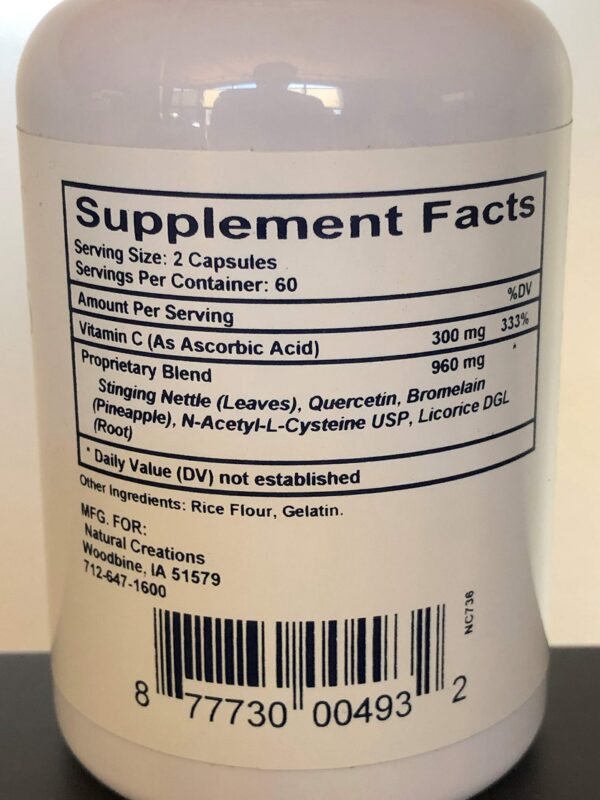 Supplement Facts
Serving Size: 2 Capsules
Servings Per Container: 60
Amount Per Serving %DV
Vitamin C (As Ascorbic Acid) 300 mg 333%
Proprietary Blend 960 mg *
Stinging Nettle (Leaves), Quercetin, Bromelain
(Pineapple), N-Acetyl-L-Cysteine USP, Licorice DGL
(Root)
* Daily Value (DV) not established
Other Ingredients: Rice Flour, Gelatin.
MFG. FOR:
Natural Creations
Woodbine, IA 51579
712-647-1600
NC736
8 77730 00493 2